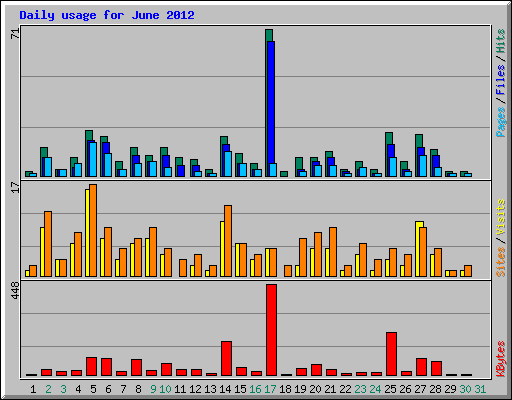 Daily usage for June 2012
71
Pages / Files / Hits
17
Sites / Visits
448
KBytes
1 2 3 4 5 6 7 8 9 10 11 12 13 14 15 16 17 18 19 20 21 22 23 24 25 26 27 28 29 30 31